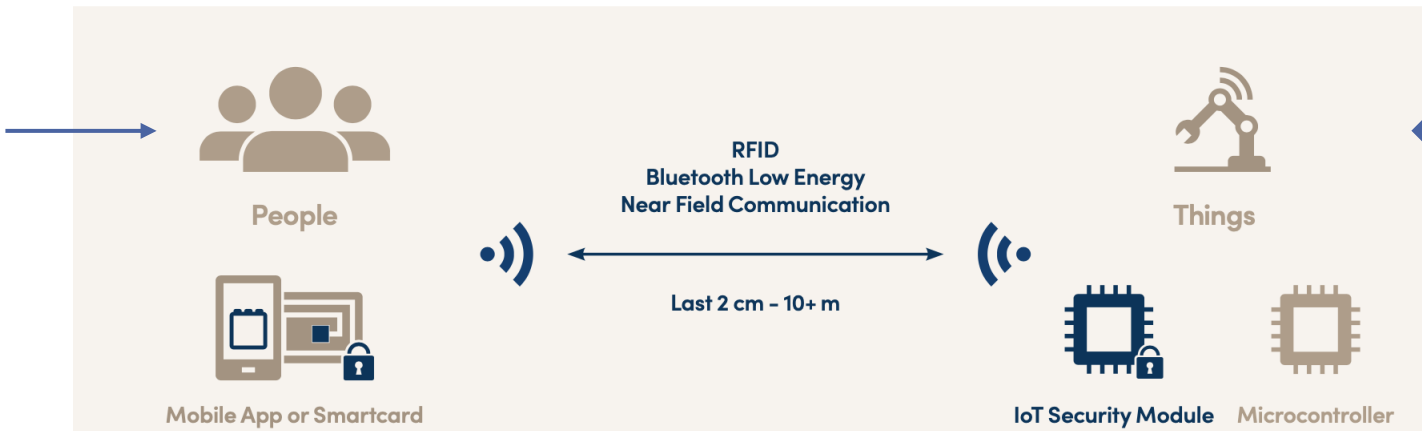 People
Mobile App or Smartcard
RFID
Bluetooth Low Energy
Near Field Communication
Last 2 cm - 10+ m
Things
IoT Security Module
Microcontroller